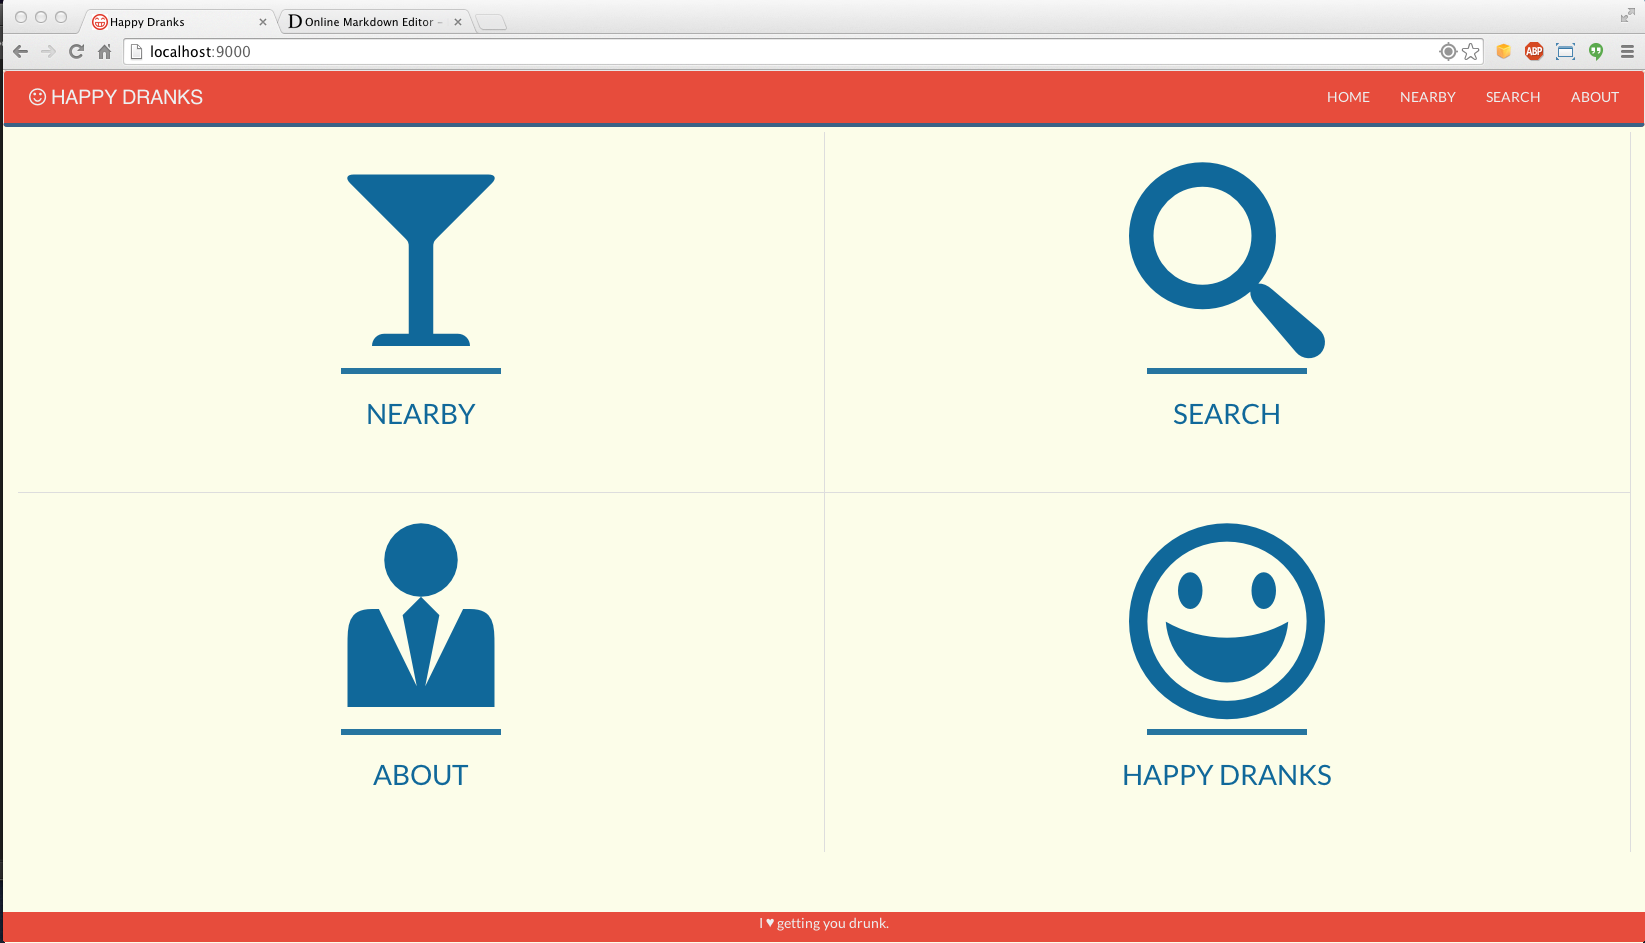 Happy Dranks
Online Markdown Editor -
localhost:9000
ABP
HAPPY DRANKS
HOME NEARBY SEARCH ABOUT
NEARBY
SEARCH
ABOUT
HAPPY DRANKS
I ♥ getting you drunk.